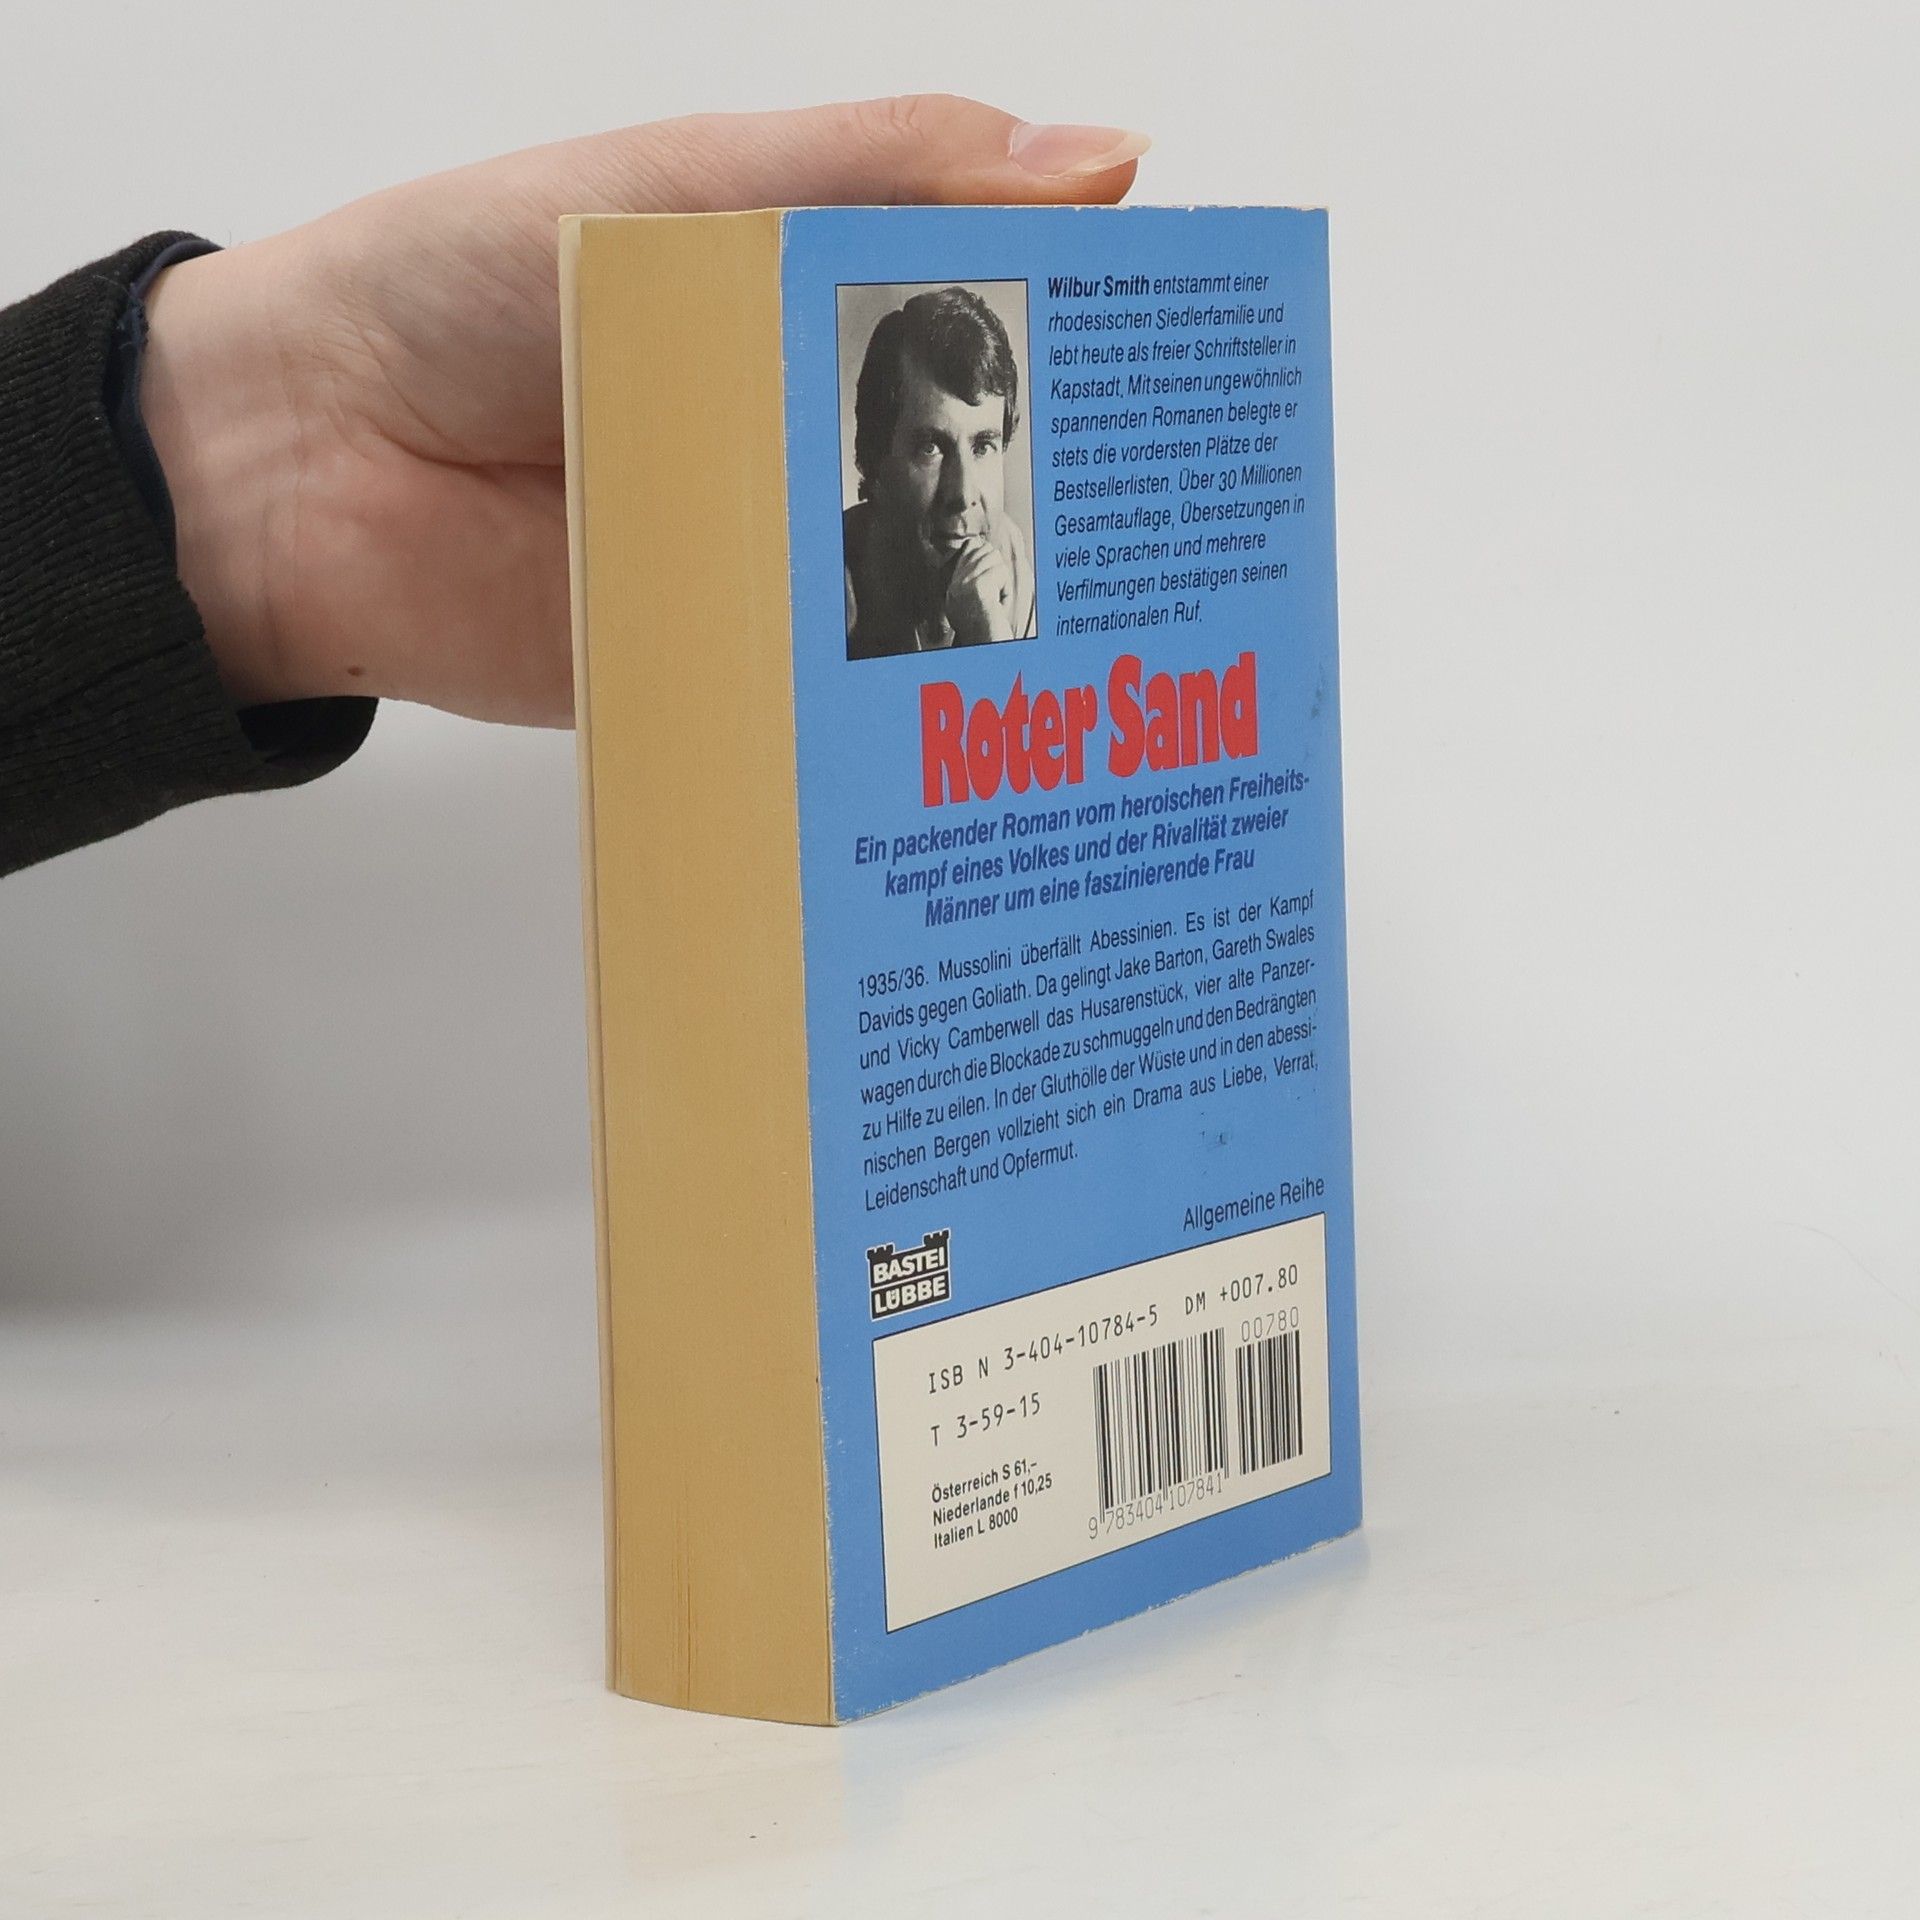 Wilbur Smith entstammt einer
rhodesischen Siedlerfamilie und
lebt heute als freier Schriftsteller in
Kapstadt. Mit seinen ungewöhnlich
spannenden Romanen belegte er
stets die vordersten Plätze der
Bestsellerlisten. Über 30 Millionen
Gesamtauflage, Übersetzungen in
viele Sprachen und mehrere
Verfilmungen bestätigen seinen
internationalen Ruf.
Roter Sand
Ein packender Roman vom heroischen Freiheits-
kampf eines Volkes und der Rivalität zweier
Männer um eine faszinierende Frau
1935/36. Mussolini überfällt Abessinien. Es ist der Kampf
Davids gegen Goliath. Da gelingt Jake Barton, Gareth Swales
und Vicky Camberwell das Husarenstück, vier alte Panzer-
wagen durch die Blockade zu schmuggeln und den Bedrängten
zu Hilfe zu eilen. In der Gluthölle der Wüste und in den abessi-
nischen Bergen vollzieht sich ein Drama aus Liebe, Verrat,
Leidenschaft und Opfermut.
Allgemeine Reihe
BASTEI
LÜBBE
ISB N 3-404-10784-5 DM +007.80
00780
T 3-59-15
Österreich S 61,-
Niederlande f 10,25
Italien L 8000
9 783404 107841